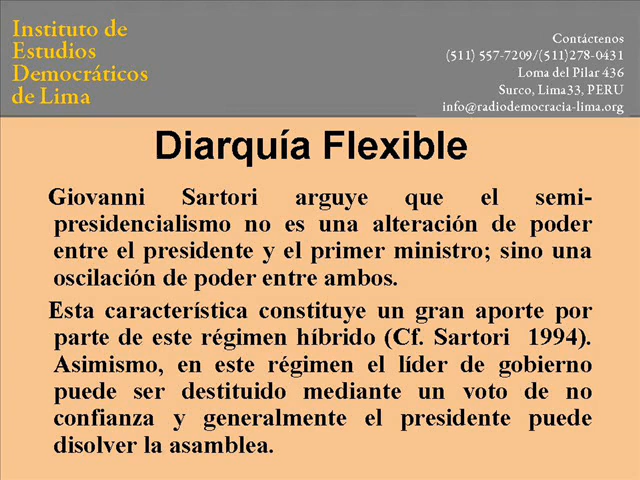 Instituto de
Estudios
Democráticos
de Lima
Contáctenos
(511) 557-7209/(511)278-0431
Loma del Pilar 436
Surco, Lima33, PERU
info@radiodemocracia-lima.org
Diarquía Flexible
Giovanni Sartori arguye que el semi-
presidencialismo no es una alteración de poder
entre el presidente y el primer ministro; sino una
oscilación de poder entre ambos.
Esta característica constituye un gran aporte por
parte de este régimen híbrido (Cf. Sartori 1994).
Asimismo, en este régimen el líder de gobierno
puede ser destituido mediante un voto de no
confianza y generalmente el presidente puede
disolver la asamblea.